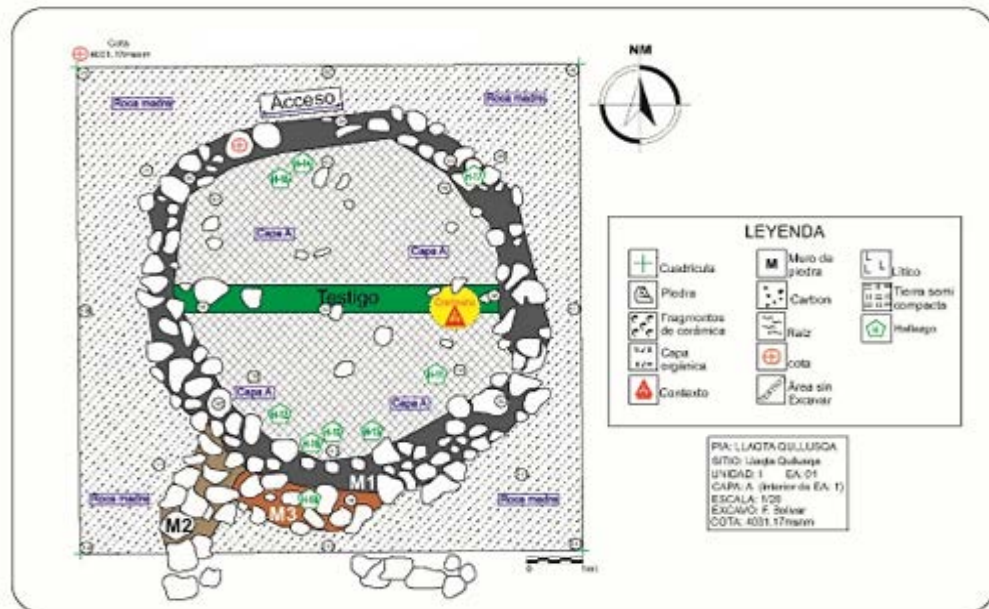 Cota
4031.17msnm
NM
Roca madre
Acceso
Roca madre
Capa A
Capa A
Testigo
Contexto
Capa A
Capa A
M1
M3
M2
Roca madre
Roca madre
LEYENDA
Cuadrícula
Piedra
Fragmentos
de cerámica
Capa
orgánica
Contexto
M
Muro de
piedra
Carbon
Raíz
cota
Área sin
Excavar
Lítico
Tierra semi
compacta
Hallazgo
PIA: LLAQTA QULLUSQA
SITIO: Llaqta Qullusqa
UNIDAD: 1 EA: 01
CAPA: A (interior de EA: 1)
ESCALA: 1/20
EXCAVO: F. Bolivar
COTA: 4031.17msnm
0